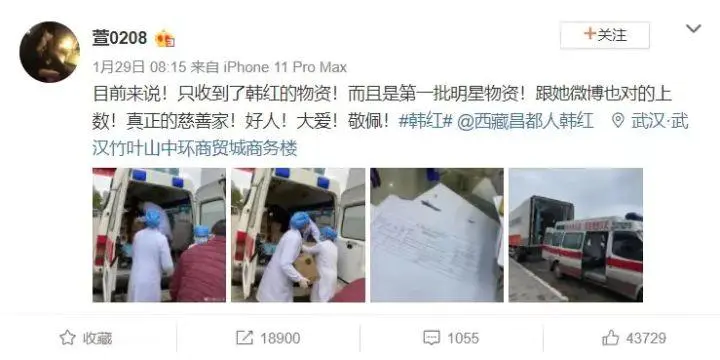 萱0208
+关注
1月29日 08:15 来自 iPhone 11 Pro Max
目前来说！只收到了韩红的物资！而且是第一批明星物资！跟她微博也对的上
数！真正的慈善家！好人！大爱！敬佩！#韩红# @西藏昌都人韩红 武汉·武
汉竹叶山中环商贸城商务楼
收藏
18900
1055
43729